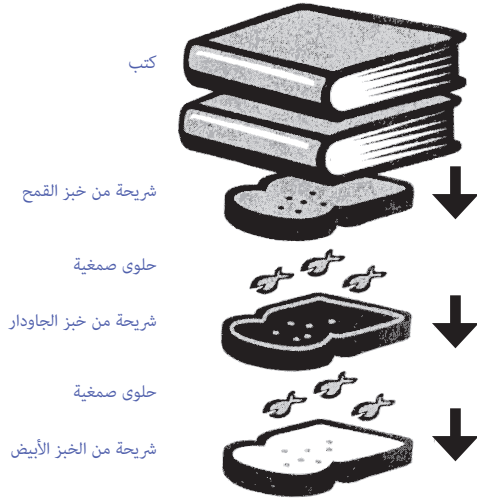 كتب
شريحة من خبز القمح
حلوى صمغية
شريحة من خبز الجاودار
حلوى صمغية
شريحة من الخبز الأبيض